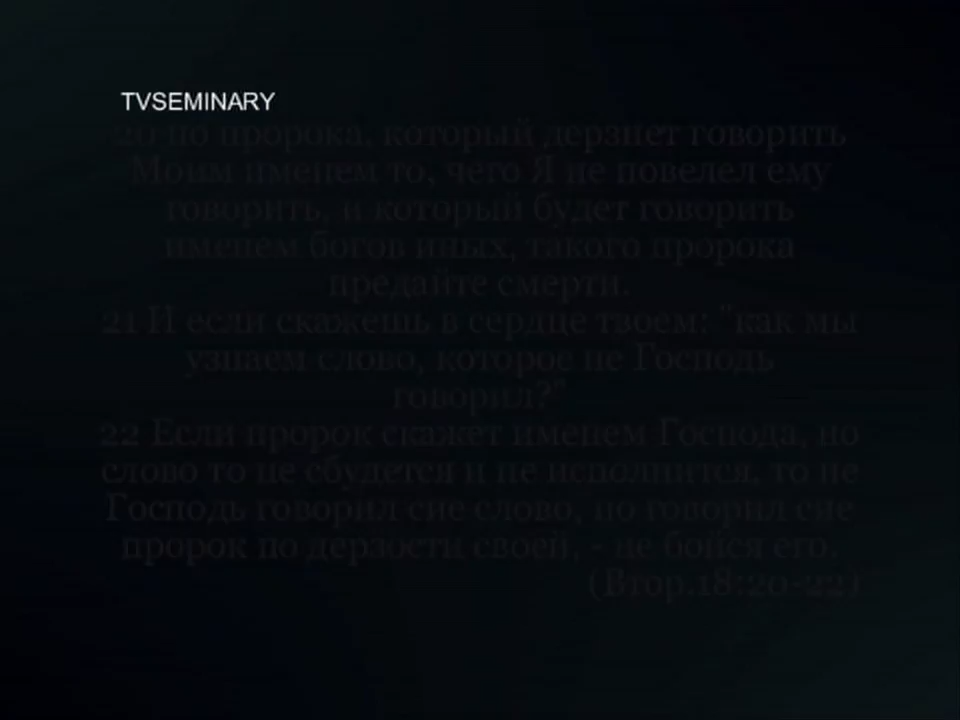 TVSEMINARY
20 но пророка, который дерзнет говорить
Моим именем то, чего Я не повелел ему
говорить, и который будет говорить
именем богов иных, такого пророка
предайте смерти.
21 И если скажешь в сердце твоем: "как мы
узнаем слово, которое не Господь
говорил?"
22 Если пророк скажет именем Господа, но
слово то не сбудется и не исполнится, то не
Господь говорил сие слово, но говорил сие
пророк по дерзости своей, - не бойся его.
(Втор.18:20-22)